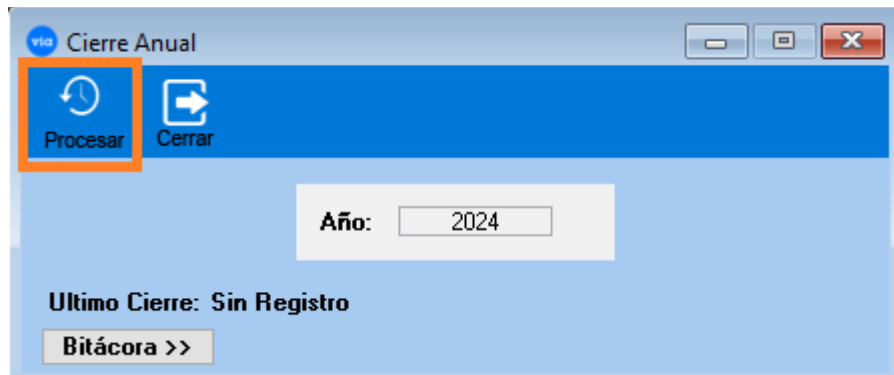 via Cierre Anual
Procesar Cerrar
Año: 2024
Ultimo Cierre: Sin Registro
Bitácora >>